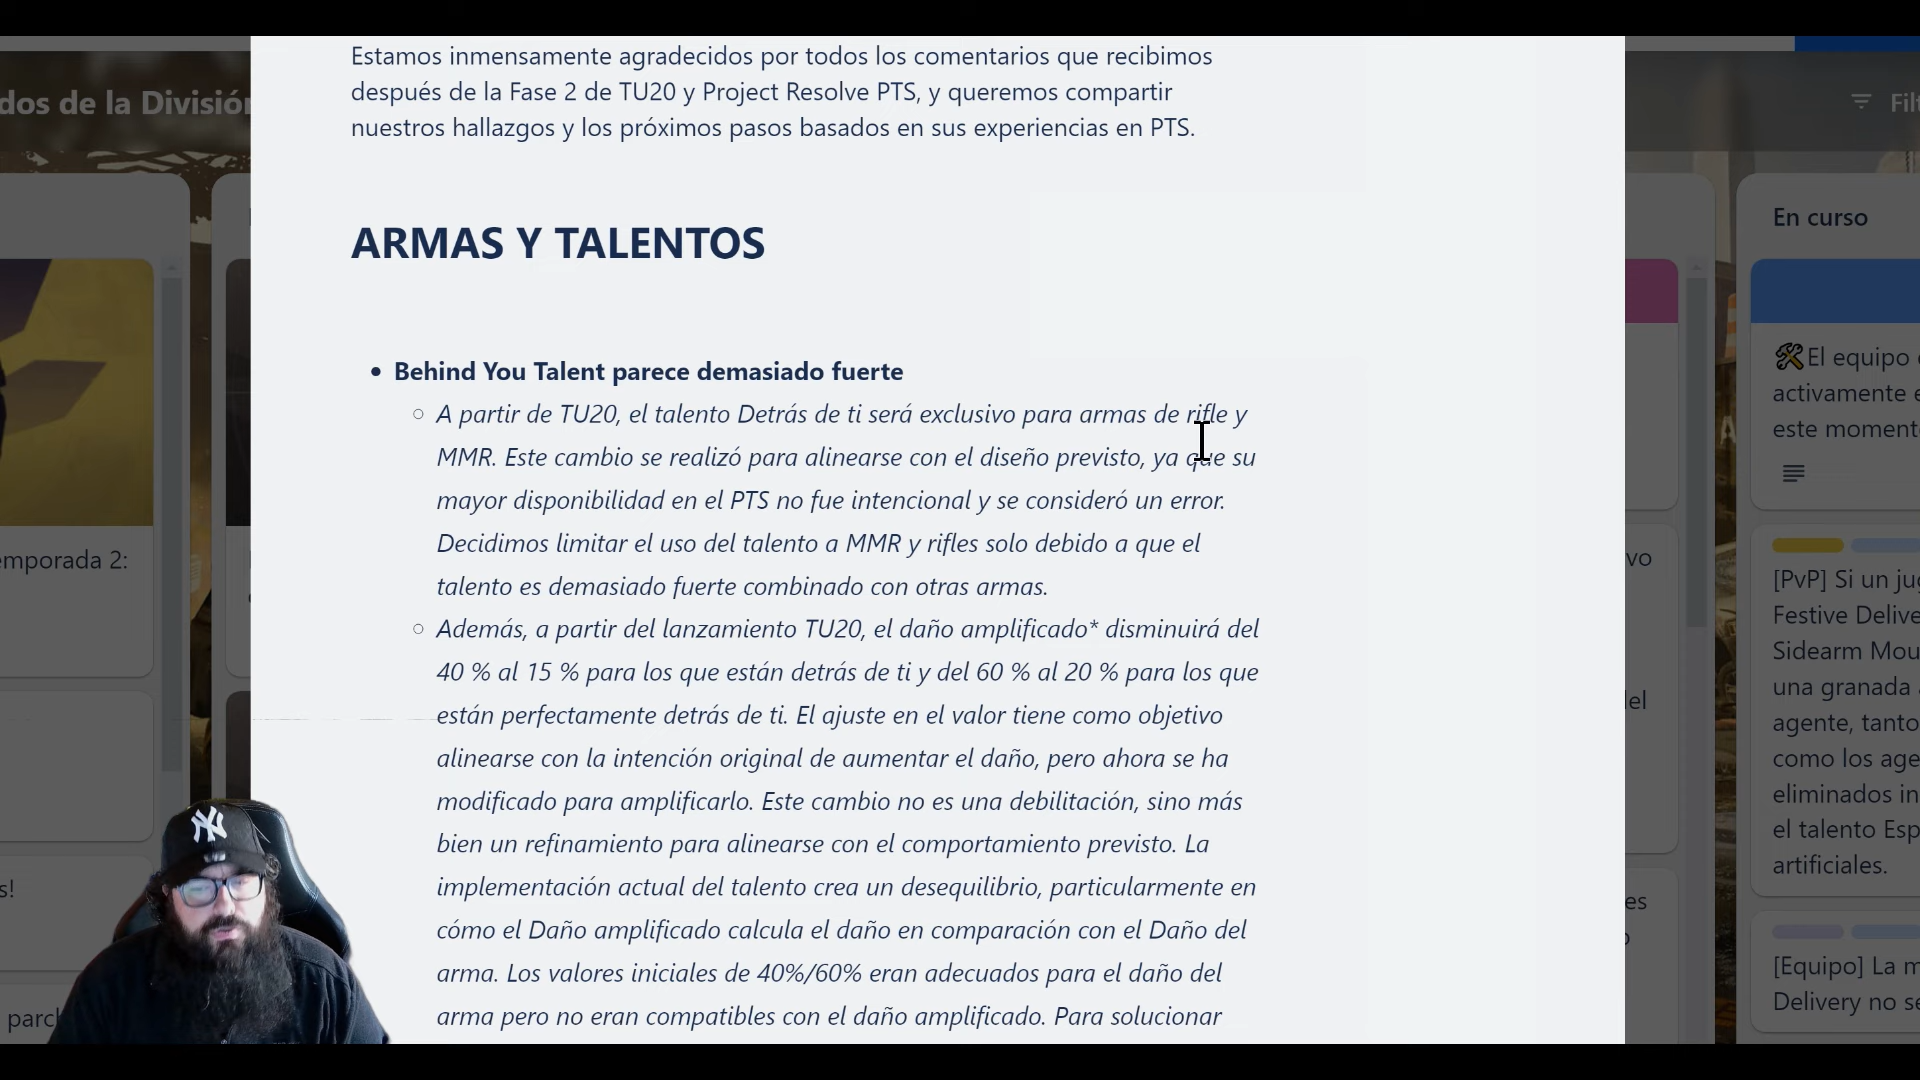 Estamos inmensamente agradecidos por todos los comentarios que recibimos
después de la Fase 2 de TU20 y Project Resolve PTS, y queremos compartir
nuestros hallazgos y los próximos pasos basados en sus experiencias en PTS.
dos de la División
ARMAS Y TALENTOS
Behind You Talent parece demasiado fuerte
A partir de TU20, el talento Detrás de ti será exclusivo para armas de rifle y
MMR. Este cambio se realizó para alinearse con el diseño previsto, ya que su
mayor disponibilidad en el PTS no fue intencional y se consideró un error.
Decidimos limitar el uso del talento a MMR y rifles solo debido a que el
talento es demasiado fuerte combinado con otras armas.
Además, a partir del lanzamiento TU20, el daño amplificado* disminuirá del
40 % al 15 % para los que están detrás de ti y del 60 % al 20 % para los que
están perfectamente detrás de ti. El ajuste en el valor tiene como objetivo
alinearse con la intención original de aumentar el daño, pero ahora se ha
modificado para amplificarlo. Este cambio no es una debilitación, sino más
bien un refinamiento para alinearse con el comportamiento previsto. La
implementación actual del talento crea un desequilibrio, particularmente en
cómo el Daño amplificado calcula el daño en comparación con el Daño del
arma. Los valores iniciales de 40%/60% eran adecuados para el daño del
arma pero no eran compatibles con el daño amplificado. Para solucionar
emporada 2:
s!
parch
NY
Filt
En curso
El equipo
activamente e
este moment
vo
del
es
[PvP] Si un ju
Festive Delive
Sidearm Mou
una granada
agente, tanto
como los age
eliminados in
el talento Esp
artificiales.
[Equipo] La m
Delivery no se